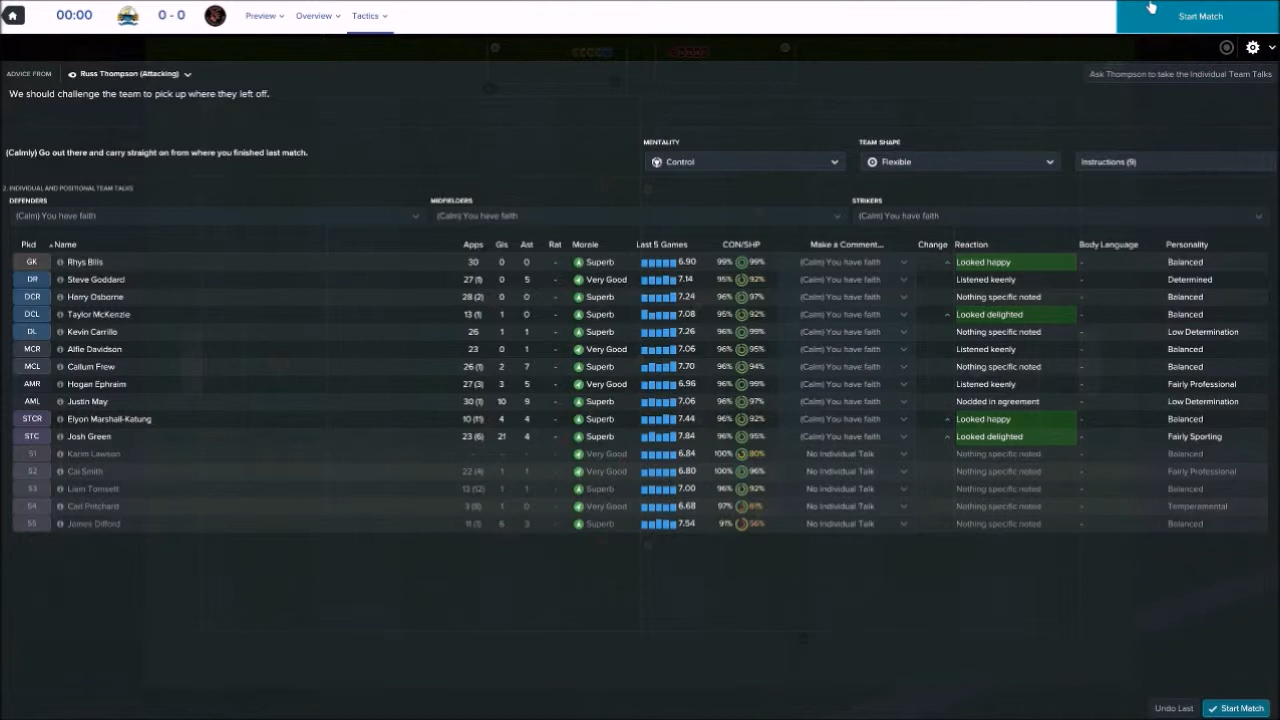 00:00 0 - 0 Preview Overview Tactics Start Match
ADVICE FROM Russ Thompson (Attacking) Ask Thompson to take the Individual Team Talks
We should challenge the team to pick up where they left off.
MENTALITY TEAM SHAPE
(Calmly) Go out there and carry straight on from where you finished last match. Control Flexible Instructions (9)
2. INDIVIDUAL AND POSITIONAL TEAM TALKS
DEFENDERS MIDFIELDERS STRIKERS
(Calm) You have faith (Calm) You have faith (Calm) You have faith
Pkd Name Apps Gls Ast Rat Morale Last 5 Games CON/SHP Make a Comment... Change Reaction Body Language Personality
GK Rhys Bills 30 0 0 - Superb 6.90 99% 99% (Calm) You have faith Looked happy - Balanced
DR Steve Goddard 27 (1) 0 5 - Very Good 7.14 95% 92% (Calm) You have faith Listened keenly - Determined
DCR Harry Osborne 28 (2) 0 0 - Superb 7.24 96% 97% (Calm) You have faith Nothing specific noted - Balanced
DCL Taylor McKenzie 13 (1) 1 0 - Superb 7.08 95% 92% (Calm) You have faith Looked delighted - Balanced
DL Kevin Carrillo 26 1 1 - Superb 7.26 96% 99% (Calm) You have faith Nothing specific noted - Low Determination
MCR Alfie Davidson 23 0 1 - Very Good 7.06 96% 95% (Calm) You have faith Listened keenly - Balanced
MCL Callum Frew 26 (1) 2 7 - Superb 7.70 96% 94% (Calm) You have faith Nothing specific noted - Balanced
AMR Hogan Ephraim 27 (3) 3 5 - Very Good 6.96 96% 99% (Calm) You have faith Listened keenly - Fairly Professional
AML Justin May 30 (1) 10 9 - Superb 7.06 96% 97% (Calm) You have faith Nodded in agreement - Low Determination
STCR Elyon Marshall-Katung 10 (11) 4 4 - Superb 7.44 96% 92% (Calm) You have faith Looked happy - Balanced
STC Josh Green 23 (6) 21 4 - Superb 7.84 96% 95% (Calm) You have faith Looked delighted - Fairly Sporting
S1 Karim Lawson - - - - Very Good 6.84 100% 80% No Individual Talk Nothing specific noted - Balanced
S2 Cai Smith 22 (4) 1 1 - Very Good 6.80 100% 96% No Individual Talk Nothing specific noted - Fairly Professional
S3 Liam Tomsett 13 (12) 1 1 - Superb 7.00 96% 92% No Individual Talk Nothing specific noted - Balanced
S4 Carl Pritchard 3 (8) 1 0 - Very Good 6.68 97% 81% No Individual Talk Nothing specific noted - Temperamental
S5 James Difford 11 (1) 6 3 - Superb 7.54 91% 56% No Individual Talk Nothing specific noted - Balanced
Undo Last Start Match